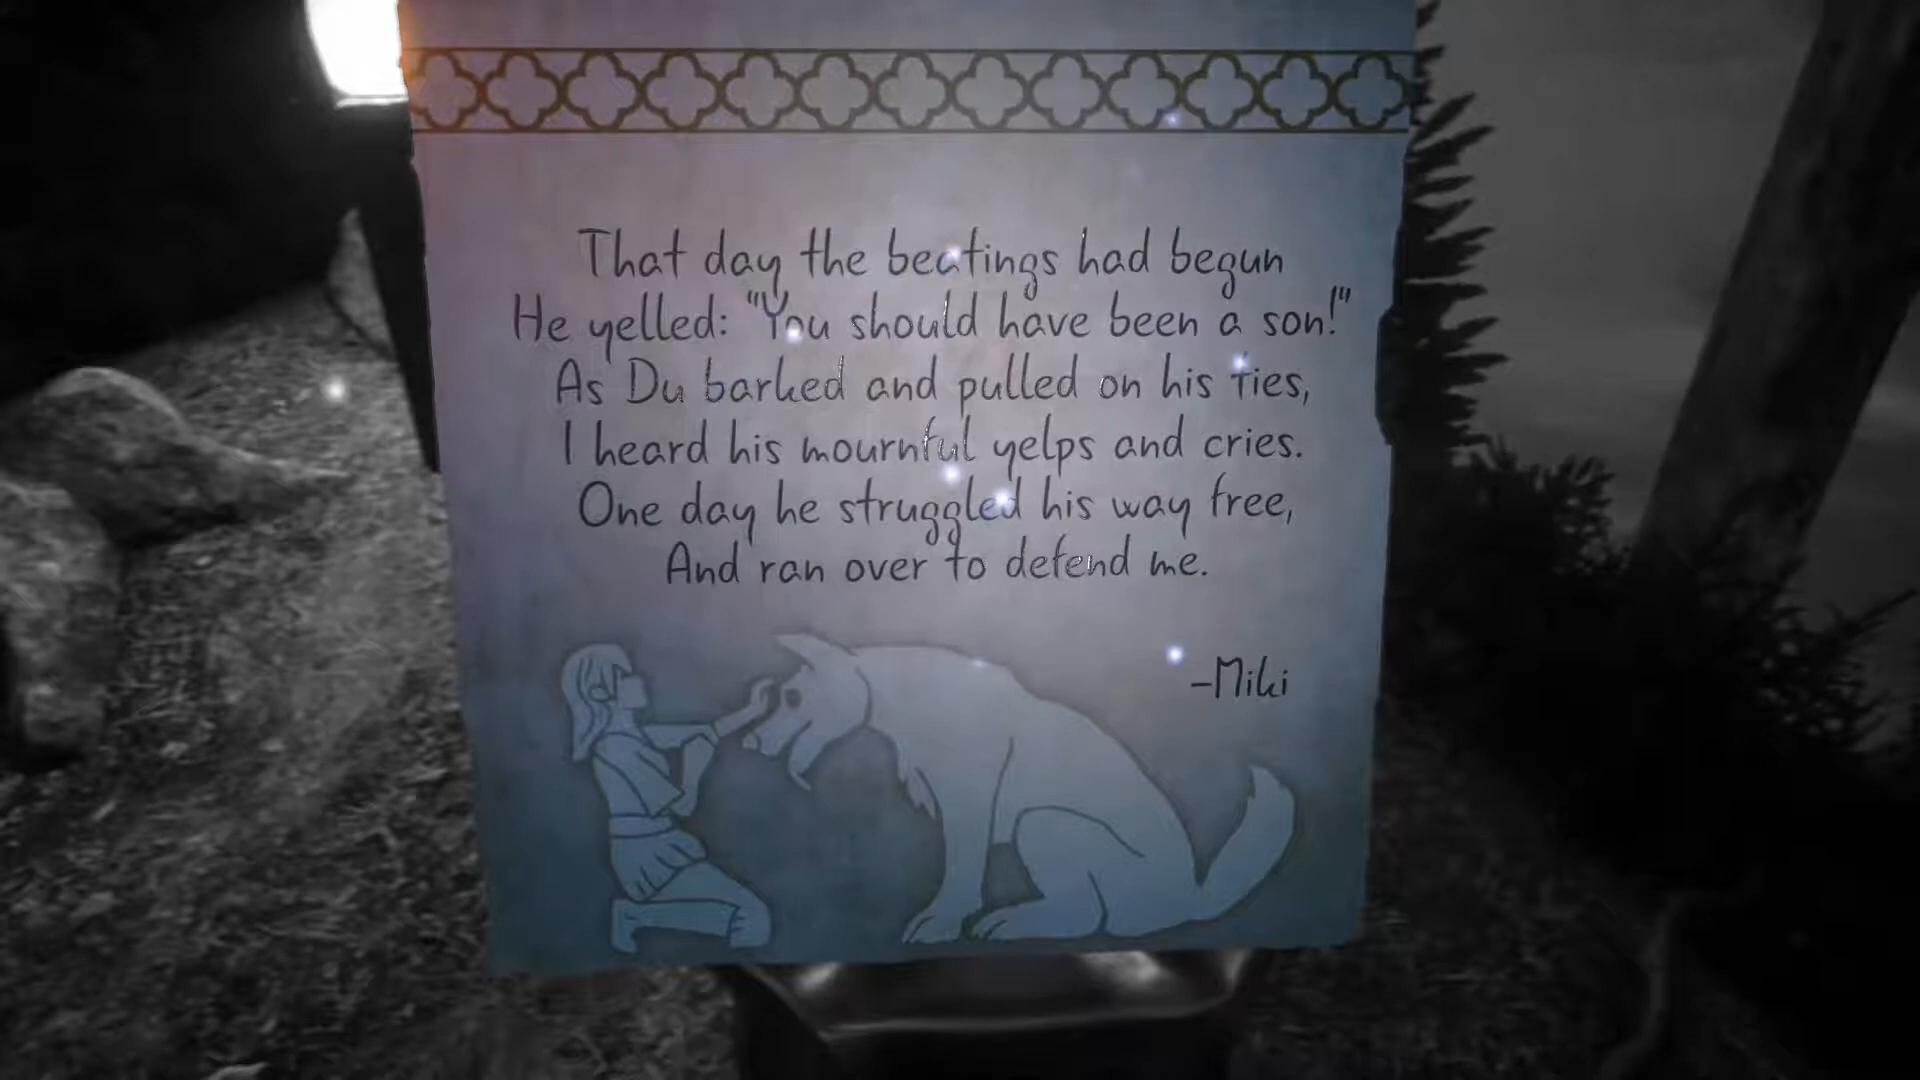 That day the beatings had begun
He yelled: "You should have been a son!"
As Du barked and pulled on his ties,
I heard his mournful yelps and cries.
One day he struggled his way free,
And ran over to defend me.
-Miki